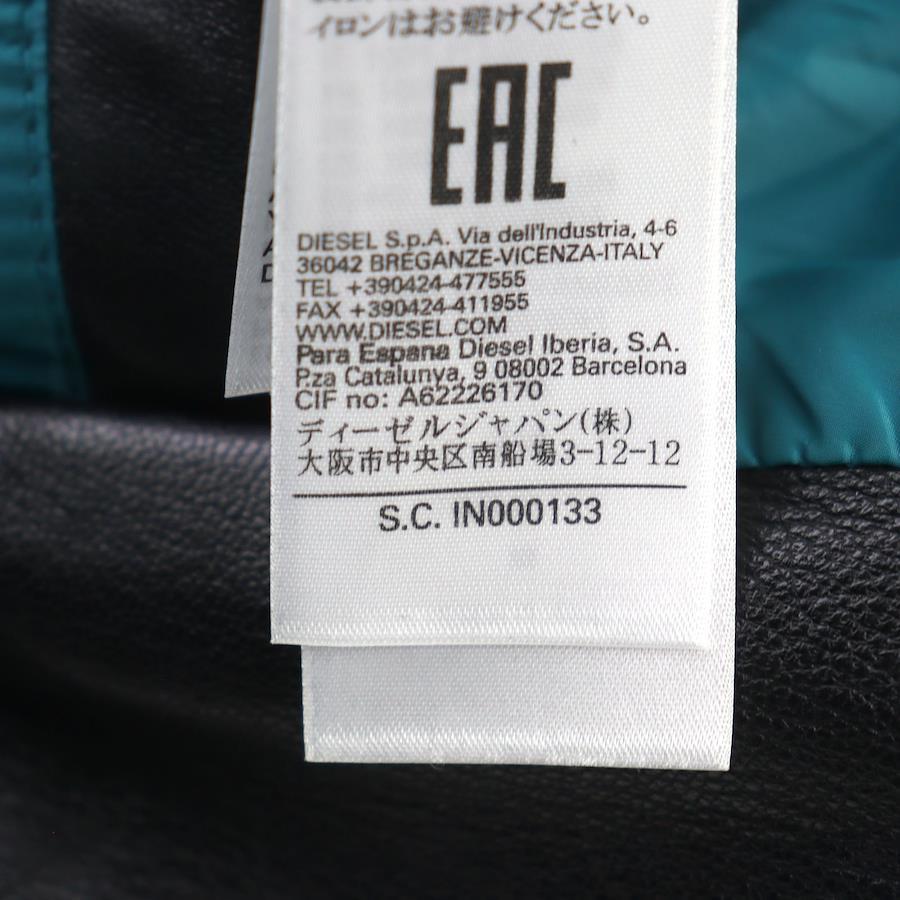 イロンはお避けください。
EAC
DIESEL S.p.A. Via dell'Industria, 4-6
36042 BREGANZE-VICENZA-ITALY
TEL +390424-477555
FAX +390424-411955
WWW.DIESEL.COM
Para Espana Diesel Iberia, S.A.
P.za Catalunya, 9 08002 Barcelona
CIF no: A62226170
ディーゼルジャパン(株)
大阪市中央区南船場3-12-12
S.C. IN000133